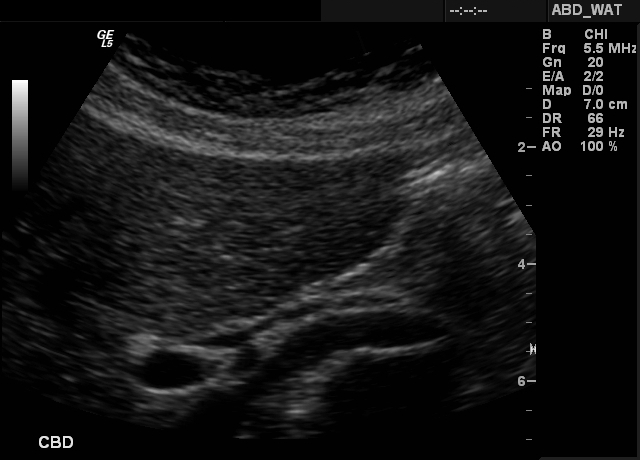 --:--:--
ABD_WAT
GE
L5
B CHI
Frq 5.5 MHz
Gn 20
E/A 2/2
Map D/0
D 7.0 cm
DR 66
FR 29 Hz
AO 100 %
2
4
6
CBD